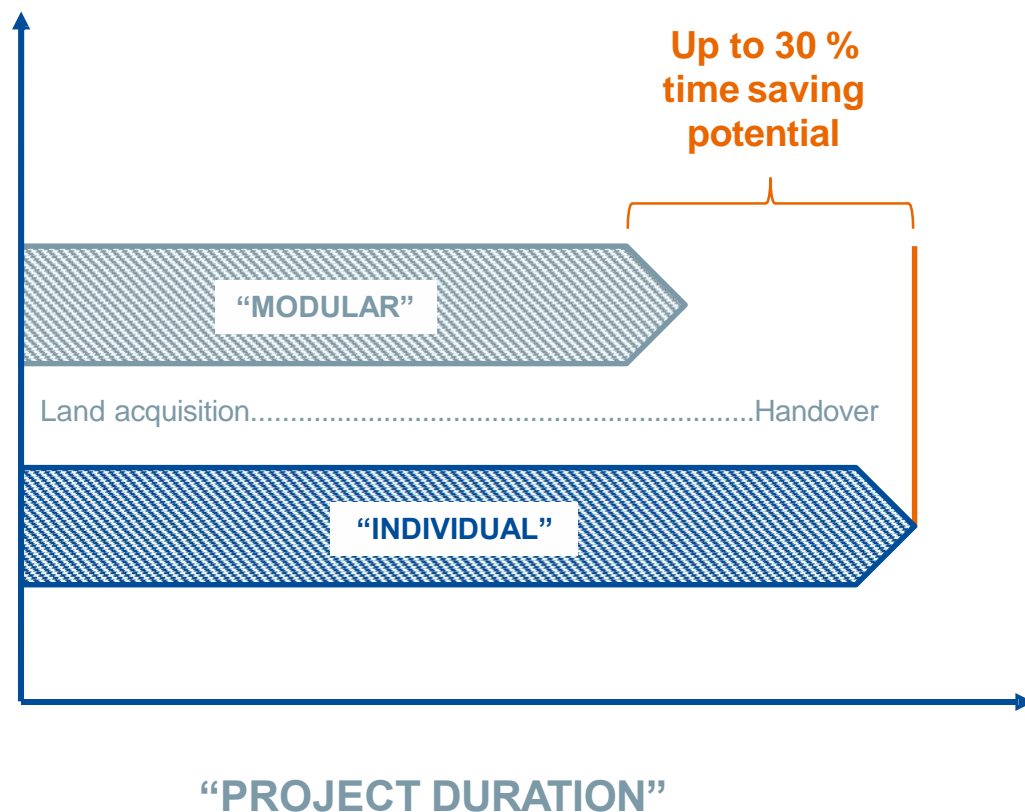 Up to 30 %
time saving
potential
“MODULAR”
Land acquisition...............................................................Handover
“INDIVIDUAL”
“PROJECT DURATION”